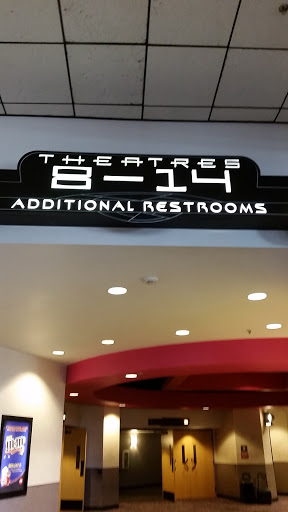 THEATRES
8-14
ADDITIONAL RESTROOMS